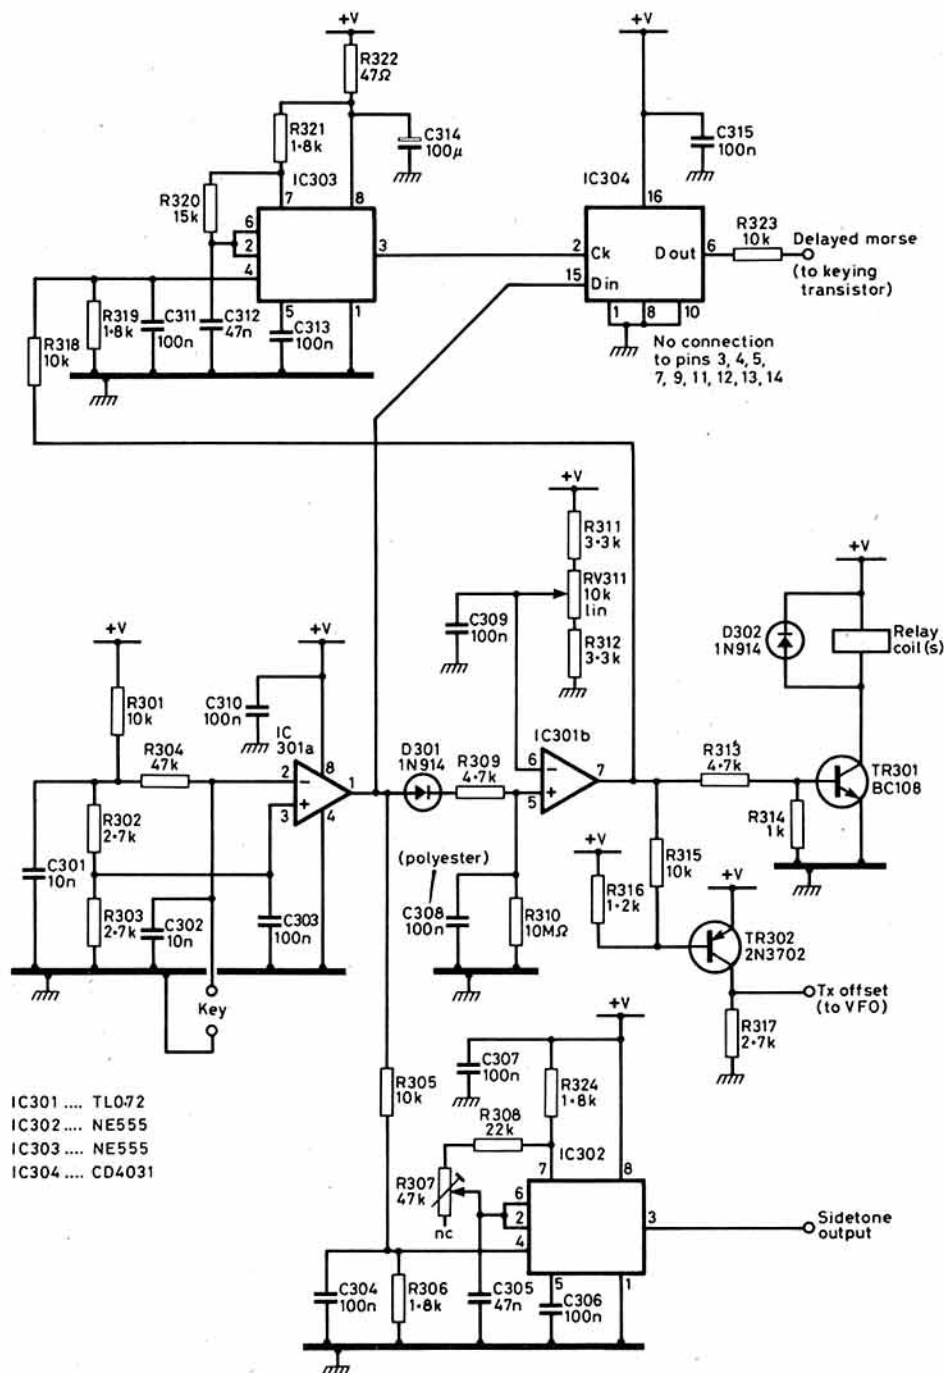 +V
R322
47Ω
R321
1·8k
C314
100µ
IC303
R320
15k
7
8
6
2
4
3
5
1
R319
1·8k
C311
100n
C312
47n
C313
100n
R318
10k
+V
C315
100n
IC304
16
2
Ck
Dout
6
15
Din
1
8
10
R323
10k
Delayed morse
(to keying
transistor)
No connection
to pins 3, 4, 5,
7, 9, 11, 12, 13, 14
+V
R311
3·3k
RV311
10k
lin
R312
3·3k
C309
100n
+V
D302
1N914
Relay
coil(s)
+V
R301
10k
R304
47k
+V
C310
100n
IC
301a
2
−
8
1
+
3
4
D301
1N914
R309
4·7k
IC301b
6
−
7
+
5
R313
4·7k
TR301
BC108
R314
1k
R302
2·7k
C301
10n
R303
2·7k
C302
10n
C303
100n
Key
(polyester)
C308
100n
R310
10MΩ
+V
R316
1·2k
R315
10k
+V
TR302
2N3702
Tx offset
(to VFO)
R317
2·7k
+V
C307
100n
R324
1·8k
R305
10k
R308
22k
IC302
R307
47k
nc
7
8
6
2
4
3
5
1
Sidetone
output
C304
100n
R306
1·8k
C305
47n
C306
100n
IC301 .... TL072
IC302 .... NE555
IC303 .... NE555
IC304 .... CD4031